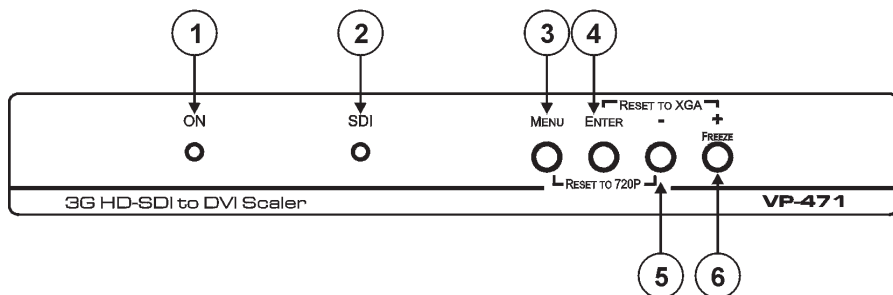 1 2 3 4
RESET TO XGA
ON SDI MENU ENTER - +
FREEZE
RESET TO 720P
3G HD-SDI to DVI Scaler VP-471
5 6